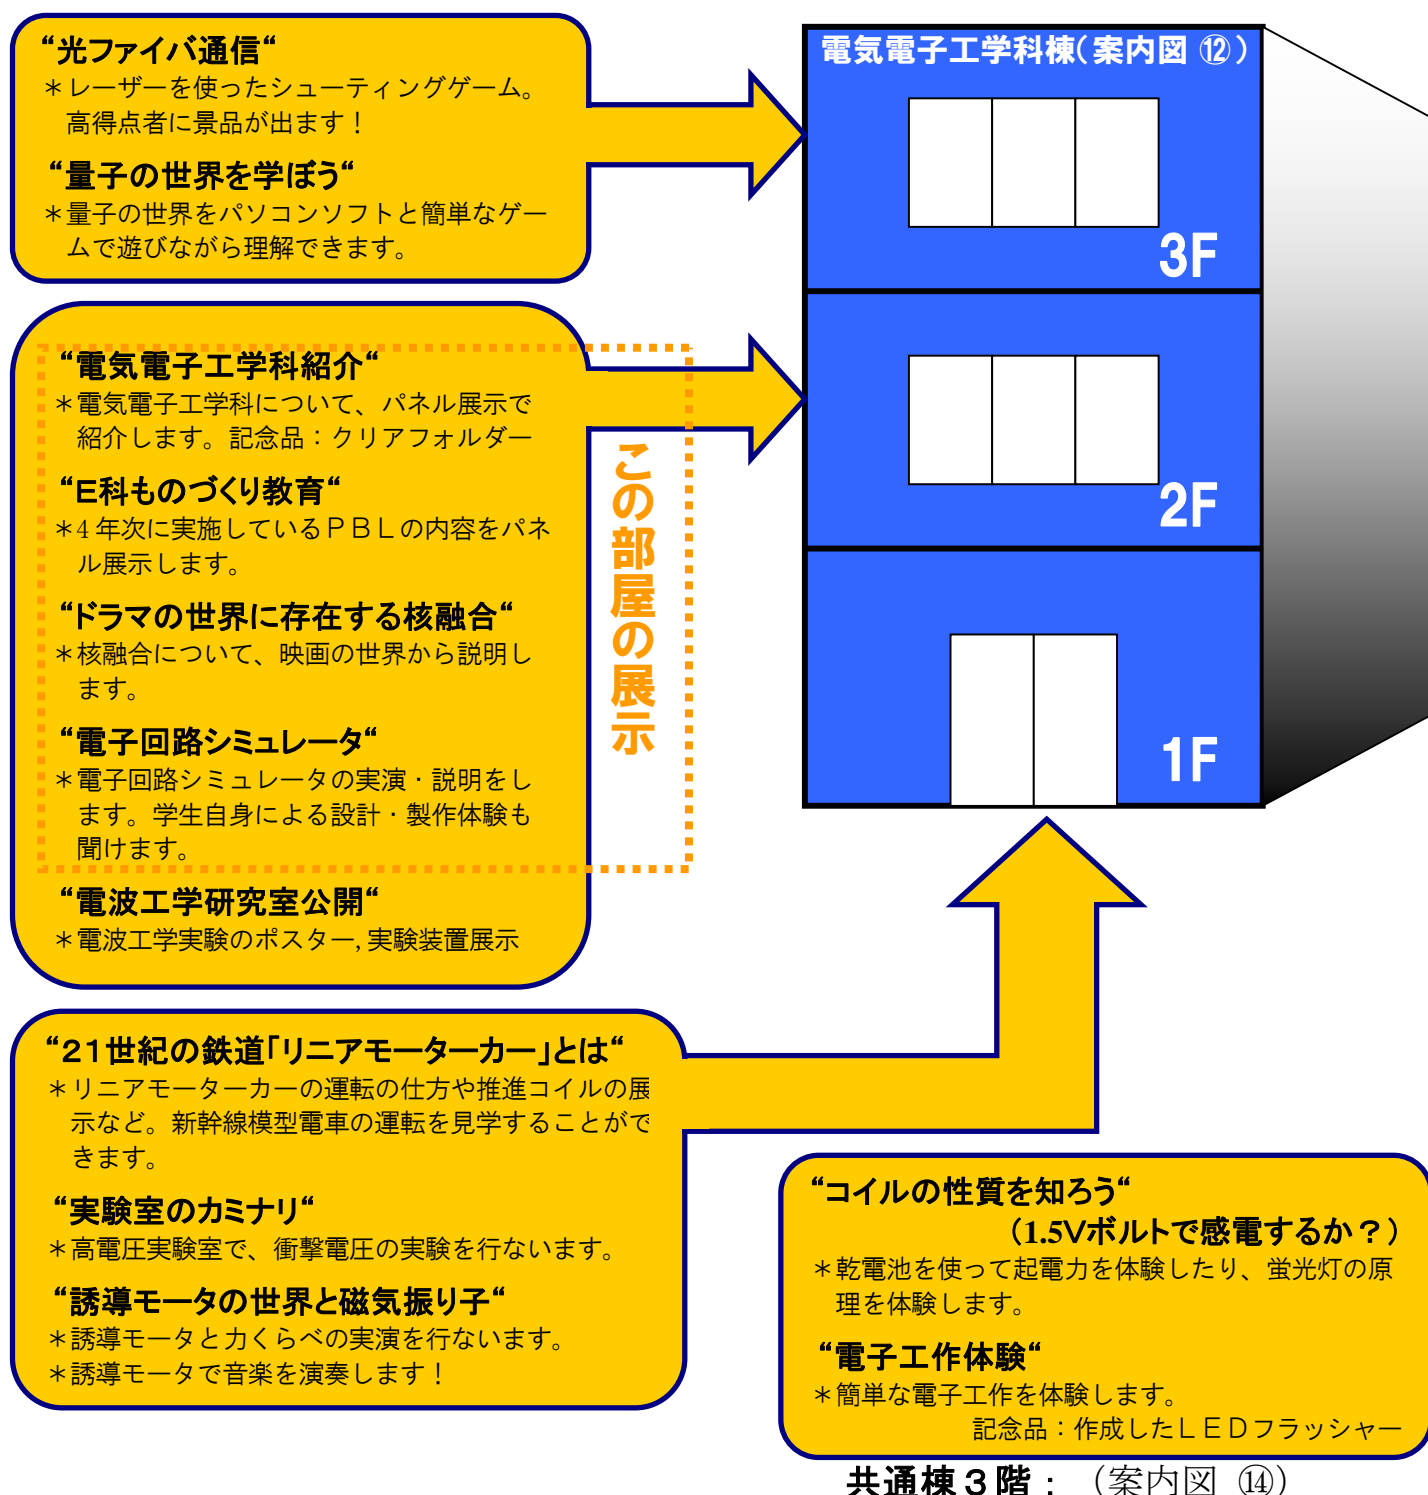 “光ファイバ通信“
＊レーザーを使ったシューティングゲーム。
高得点者に景品が出ます！
“量子の世界を学ぼう“
＊量子の世界をパソコンソフトと簡単なゲー
ムで遊びながら理解できます。
電気電子工学科棟（案内図 ⑫）
3F
2F
1F
“電気電子工学科紹介“
＊電気電子工学科について、パネル展示で
紹介します。記念品：クリアフォルダー
“Ｅ科ものづくり教育“
＊4年次に実施しているＰＢＬの内容をパネ
ル展示します。
“ドラマの世界に存在する核融合“
＊核融合について、映画の世界から説明し
ます。
“電子回路シミュレータ“
＊電子回路シミュレータの実演・説明をし
ます。学生自身による設計・製作体験も
聞けます。
“電波工学研究室公開“
＊電波工学実験のポスター, 実験装置展示
この部屋の展示
“２１世紀の鉄道「リニアモーターカー」とは“
＊リニアモーターカーの運転の仕方や推進コイルの展
示など。新幹線模型電車の運転を見学することがで
きます。
“実験室のカミナリ“
＊高電圧実験室で、衝撃電圧の実験を行ないます。
“誘導モータの世界と磁気振り子“
＊誘導モータと力くらべの実演を行ないます。
＊誘導モータで音楽を演奏します！
“コイルの性質を知ろう“
（1.5Vボルトで感電するか？）
＊乾電池を使って起電力を体験したり、蛍光灯の原
理を体験します。
“電子工作体験“
＊簡単な電子工作を体験します。
記念品：作成したＬＥＤフラッシャー
共通棟３階：（案内図 ⑭）